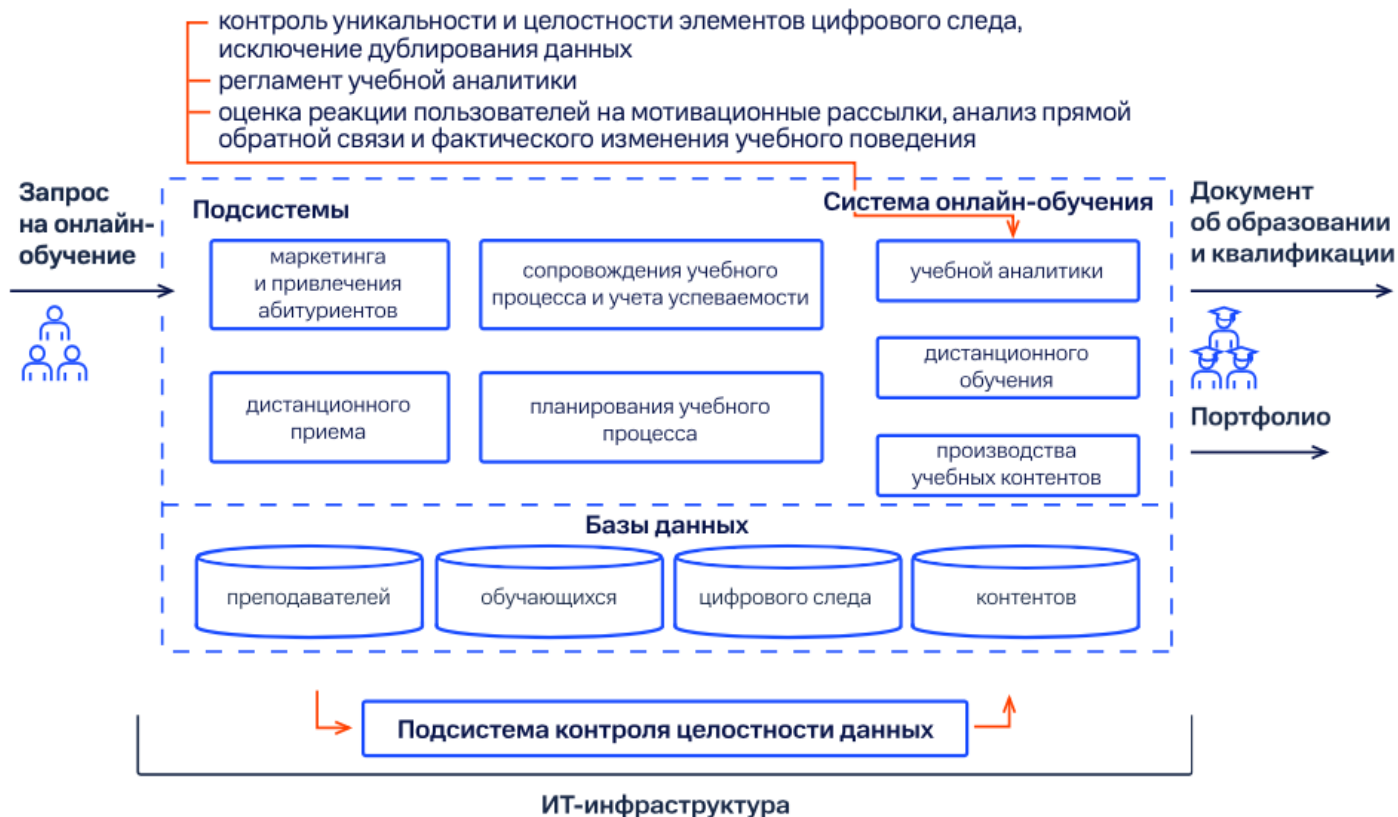 контроль уникальности и целостности элементов цифрового следа,
исключение дублирования данных
регламент учебной аналитики
оценка реакции пользователей на мотивационные рассылки, анализ прямой
обратной связи и фактического изменения учебного поведения
Запрос
на онлайн-
обучение
Подсистемы
Система онлайн-обучения
маркетинга
и привлечения
абитуриентов
сопровождения учебного
процесса и учета успеваемости
учебной аналитики
дистанционного
приема
планирования учебного
процесса
дистанционного
обучения
производства
учебных контентов
Документ
об образовании
и квалификации
Портфолио
Базы данных
преподавателей
обучающихся
цифрового следа
контентов
Подсистема контроля целостности данных
ИТ-инфраструктура